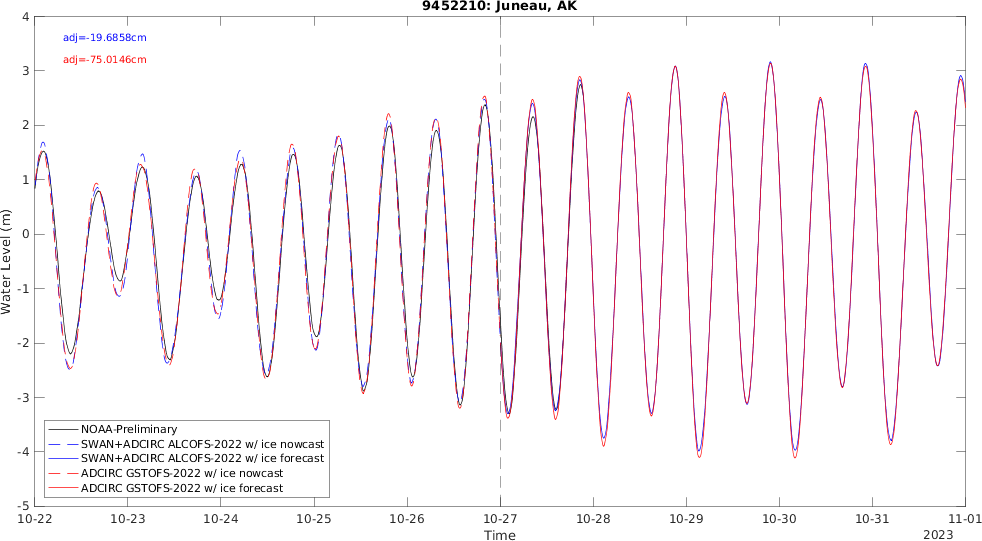 9452210: Juneau, AK
adj=-19.6858cm
adj=-75.0146cm
4
3
2
1
0
-1
-2
-3
-4
-5
Water Level (m)
NOAA-Preliminary
SWAN+ADCIRC ALCOFS-2022 w/ ice nowcast
SWAN+ADCIRC ALCOFS-2022 w/ ice forecast
ADCIRC GSTOFS-2022 w/ ice nowcast
ADCIRC GSTOFS-2022 w/ ice forecast
10-22 10-23 10-24 10-25 10-26 10-27 10-28 10-29 10-30 10-31 11-01
Time
2023